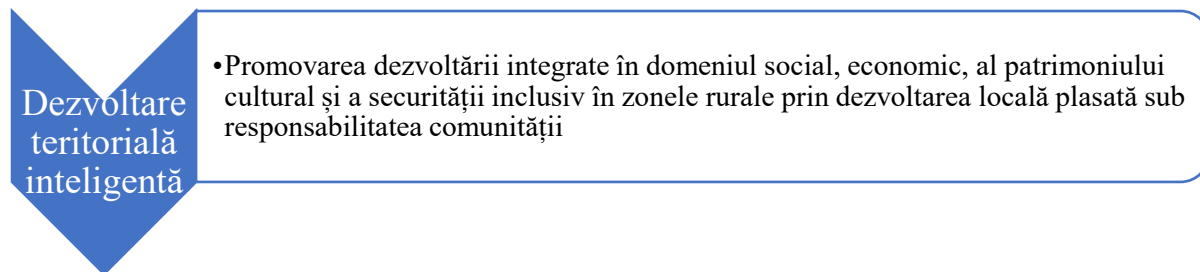 Dezvoltare
teritorială
inteligentă
•Promovarea dezvoltării integrate în domeniul social, economic, al patrimoniului
cultural și a securității inclusiv în zonele rurale prin dezvoltarea locală plasată sub
responsabilitatea comunității